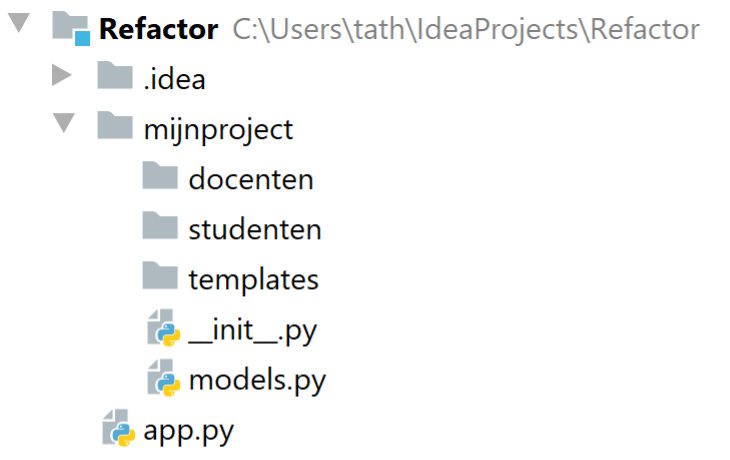 Refactor C:\Users\tath\IdeaProjects\Refactor
.idea
mijnproject
docenten
studenten
templates
__init__.py
models.py
app.py